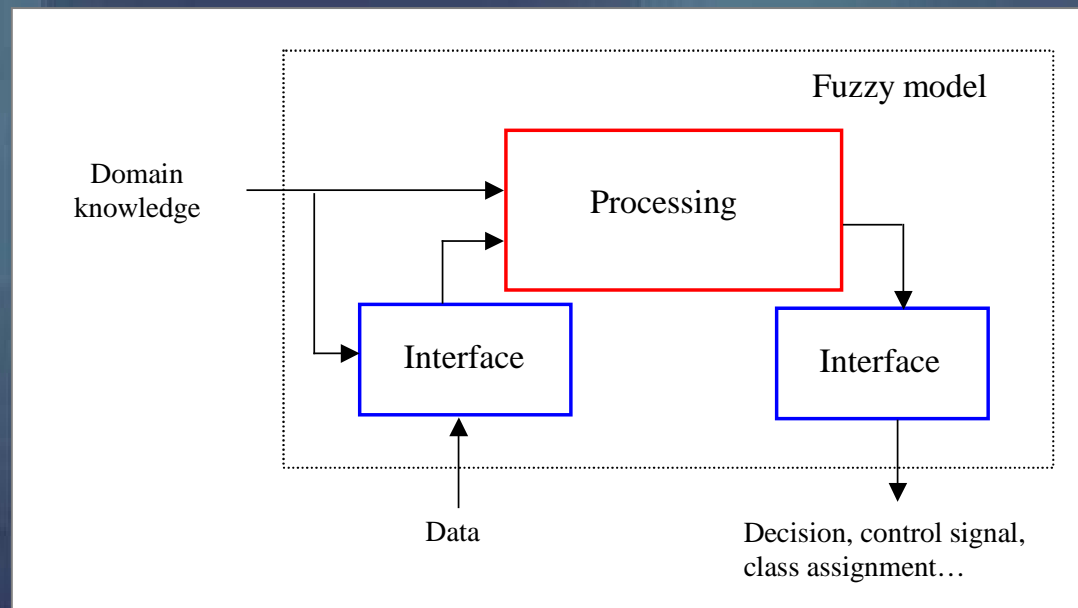 Fuzzy model
Domain
knowledge
Processing
Interface
Interface
Data
Decision, control signal,
class assignment…